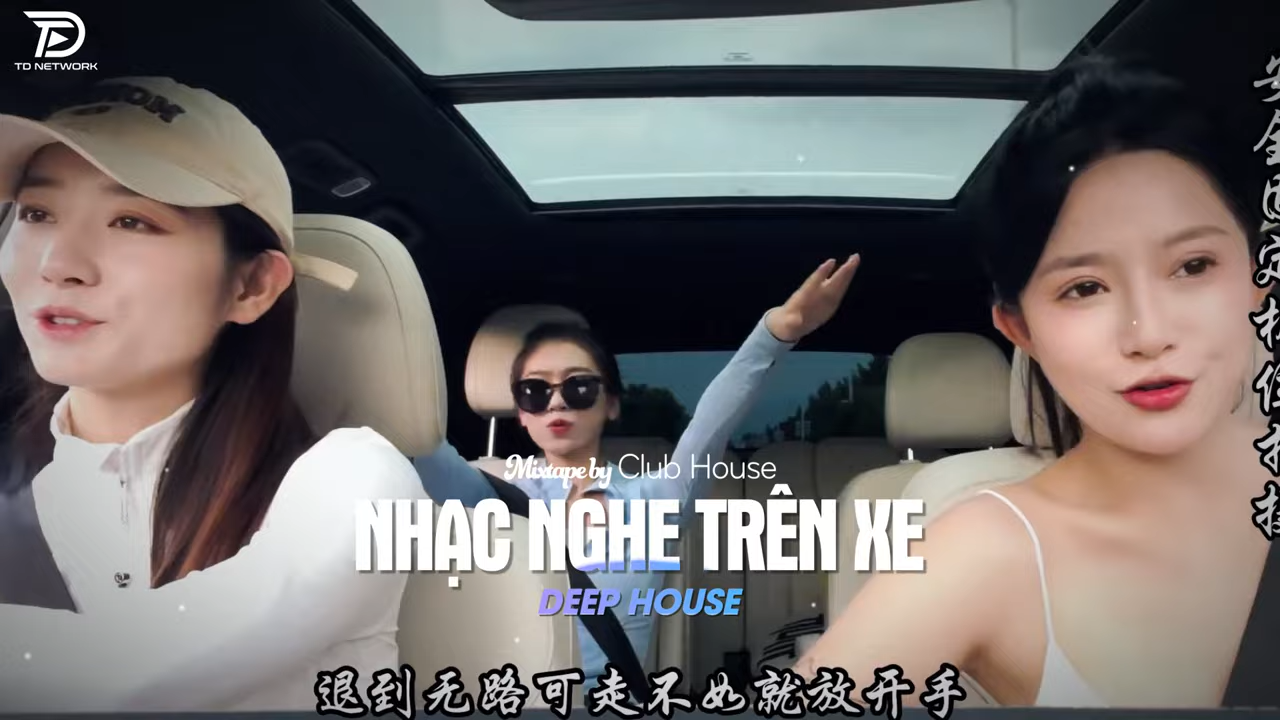 TD NETWORK
Mixtape by Club House
NHẠC NGHE TRÊN XE
DEEP HOUSE
退到无路可走不如就放开手